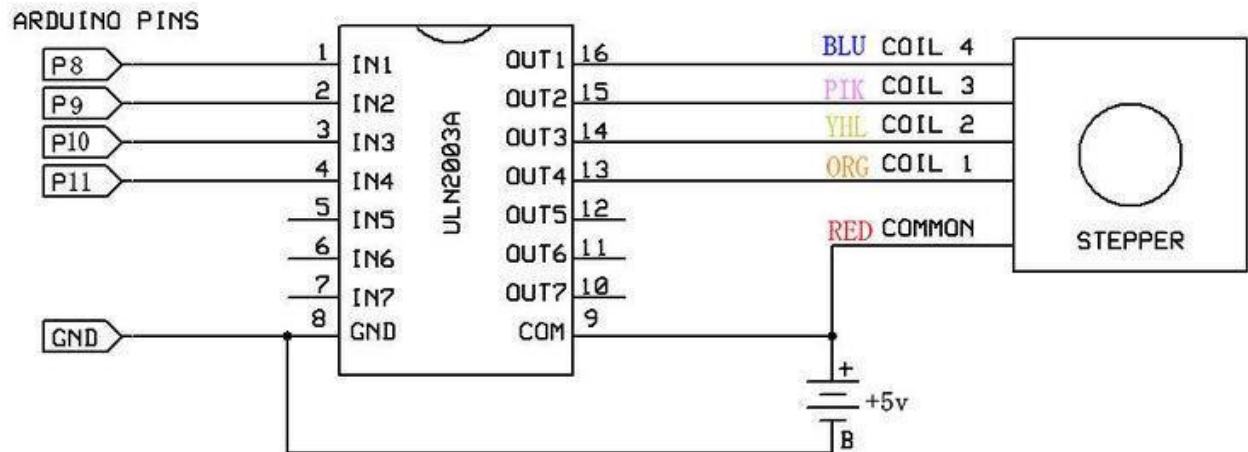 ARDUINO PINS
P8
P9
P10
P11
GND
1
2
3
4
5
6
7
8
IN1
IN2
IN3
IN4
IN5
IN6
IN7
GND
ULN2003A
OUT1
OUT2
OUT3
OUT4
OUT5
OUT6
OUT7
COM
16
15
14
13
12
11
10
9
BLU COIL 4
PIK COIL 3
YHL COIL 2
ORG COIL 1
RED COMMON
STEPPER
+
+5v
B